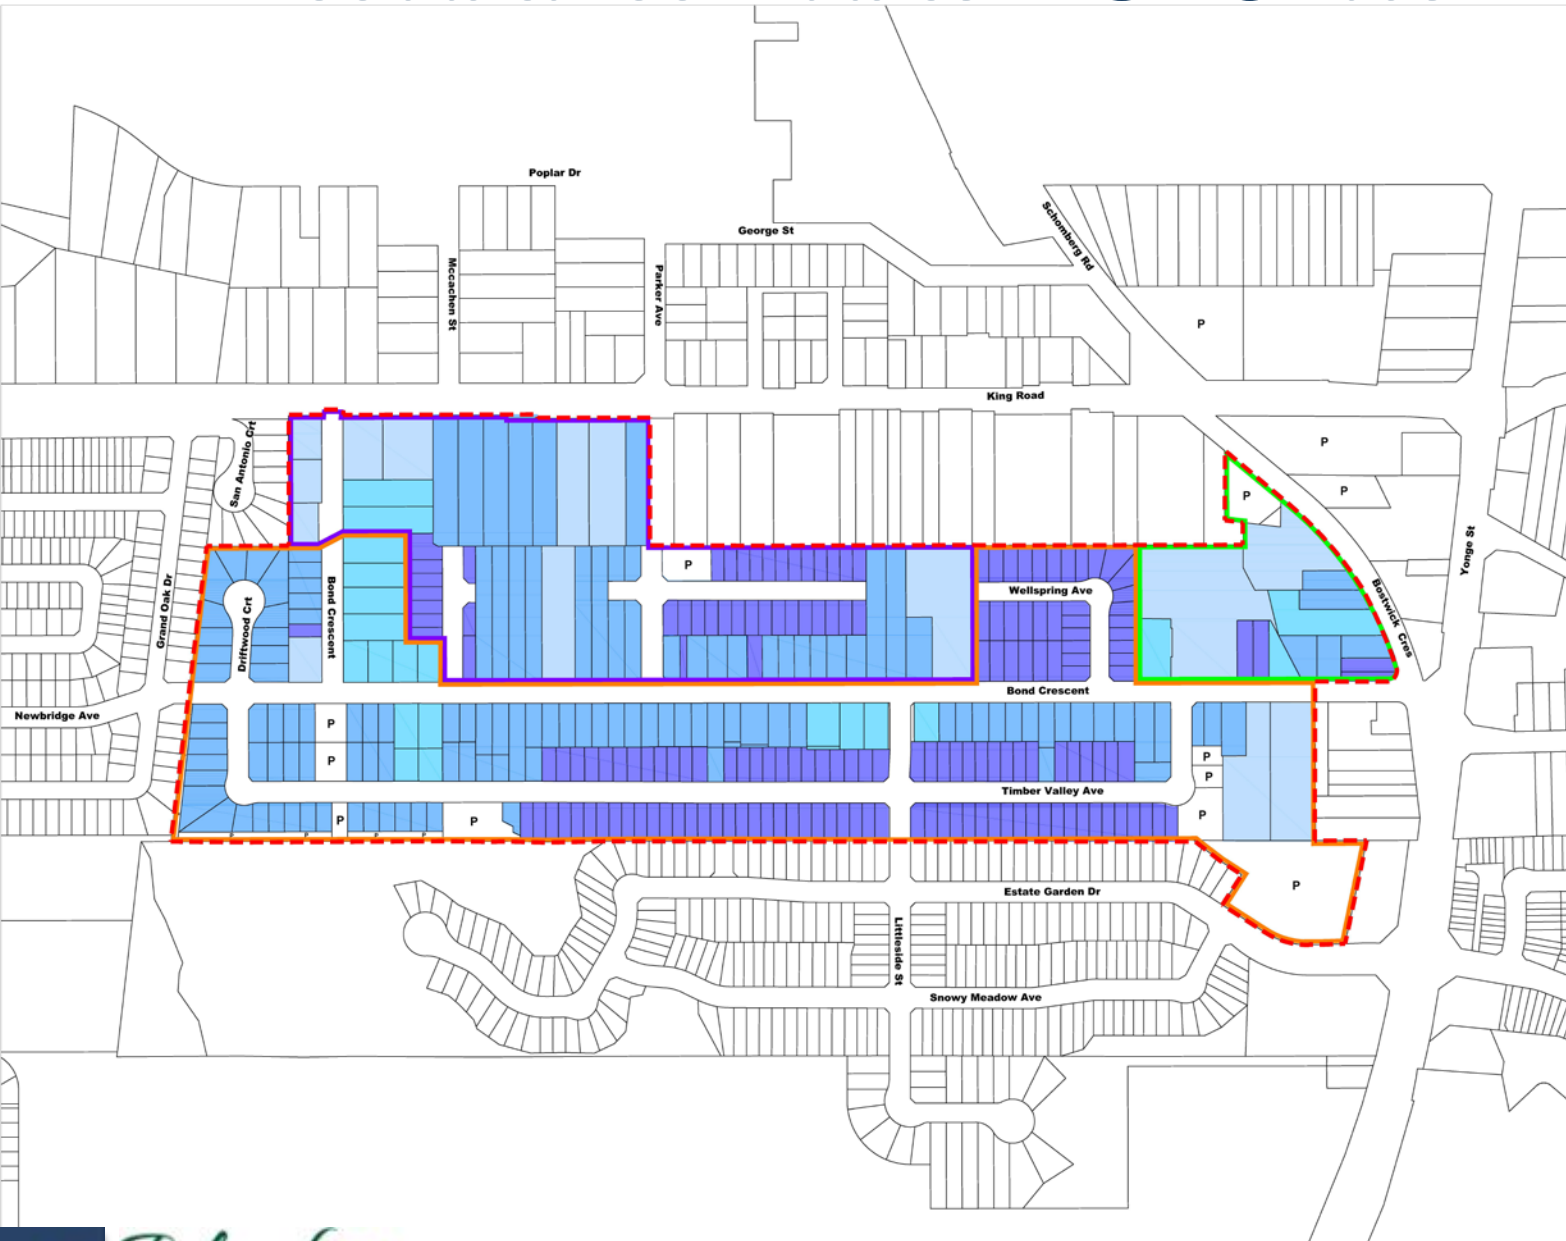 Poplar Dr
George St
Schomberg Rd
Mccachen St
Parker Ave
P
King Road
San Antonio Crt
P
P
P
Yonge St
P
Grand Oak Dr
Driftwood Crt
Bond Crescent
Wellspring Ave
Bostwick Cres
Bond Crescent
Newbridge Ave
P
P
P
P
Timber Valley Ave
P
P
P
P
P
P
P
P
Estate Garden Dr
Littleside St
Snowy Meadow Ave